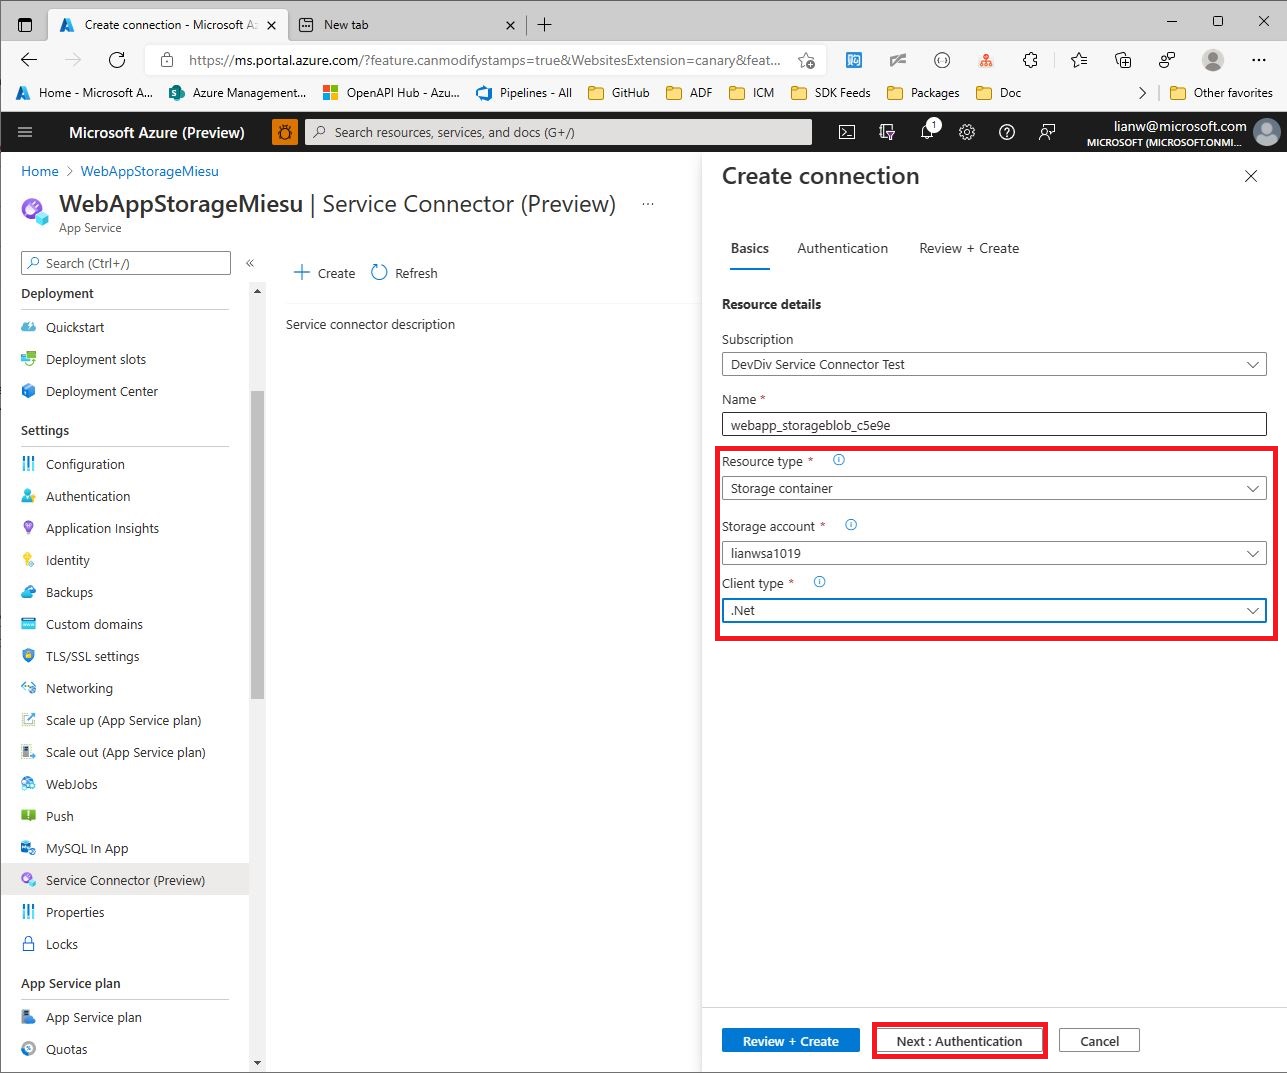 Create connection - Microsoft Az
New tab
https://ms.portal.azure.com/?feature.canmodifystamps=true&WebsitesExtension=canary&feat...
Home - Microsoft A...
Azure Management...
OpenAPI Hub - Azu...
Pipelines - All
GitHub
ADF
ICM
SDK Feeds
Packages
Doc
Other favorites
Microsoft Azure (Preview)
Search resources, services, and docs (G+/)
1
lianw@microsoft.com
MICROSOFT (MICROSOFT.ONMI...
Home > WebAppStorageMiesu
WebAppStorageMiesu | Service Connector (Preview) ...
App Service
Search (Ctrl+/)
«
Deployment
Quickstart
Deployment slots
Deployment Center
Settings
Configuration
Authentication
Application Insights
Identity
Backups
Custom domains
TLS/SSL settings
Networking
Scale up (App Service plan)
Scale out (App Service plan)
WebJobs
Push
MySQL In App
Service Connector (Preview)
Properties
Locks
App Service plan
App Service plan
Quotas
Create
Refresh
Service connector description
Create connection
Basics
Authentication
Review + Create
Resource details
Subscription
DevDiv Service Connector Test
Name *
webapp_storageblob_c5e9e
Resource type *
Storage container
Storage account *
lianwsa1019
Client type *
.Net
Review + Create
Next : Authentication
Cancel